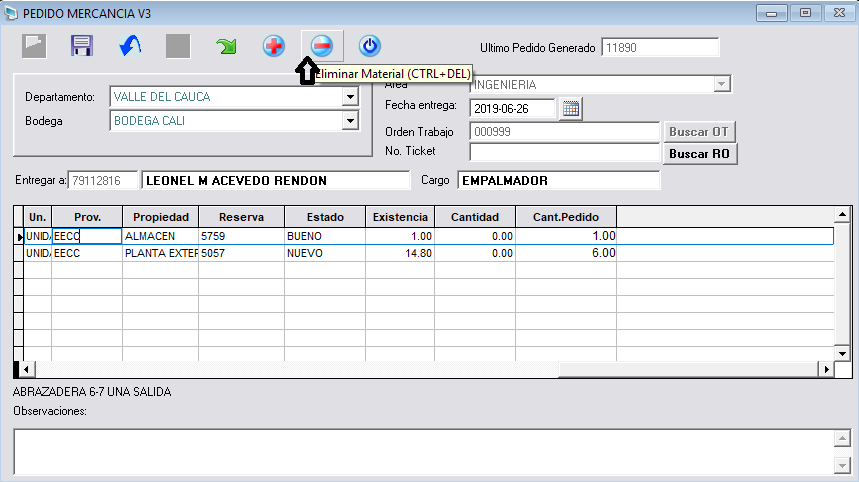 PEDIDO MERCANCIA V3
Ultimo Pedido Generado 11890
Eliminar Material (CTRL+DEL)
Departamento: VALLE DEL CAUCA
Bodega BODEGA CALI
Area INGENIERIA
Fecha entrega: 2019-06-26
Orden Trabajo 000999 Buscar OT
No. Ticket Buscar RO
Entregar a: 79112816 LEONEL M ACEVEDO RENDON Cargo EMPALMADOR
Un. Prov. Propiedad Reserva Estado Existencia Cantidad Cant.Pedido
UNID EECC ALMACEN 5759 BUENO 1.00 0.00 1.00
UNID EECC PLANTA EXTER 5057 NUEVO 14.80 0.00 6.00
ABRAZADERA 6-7 UNA SALIDA
Observaciones: